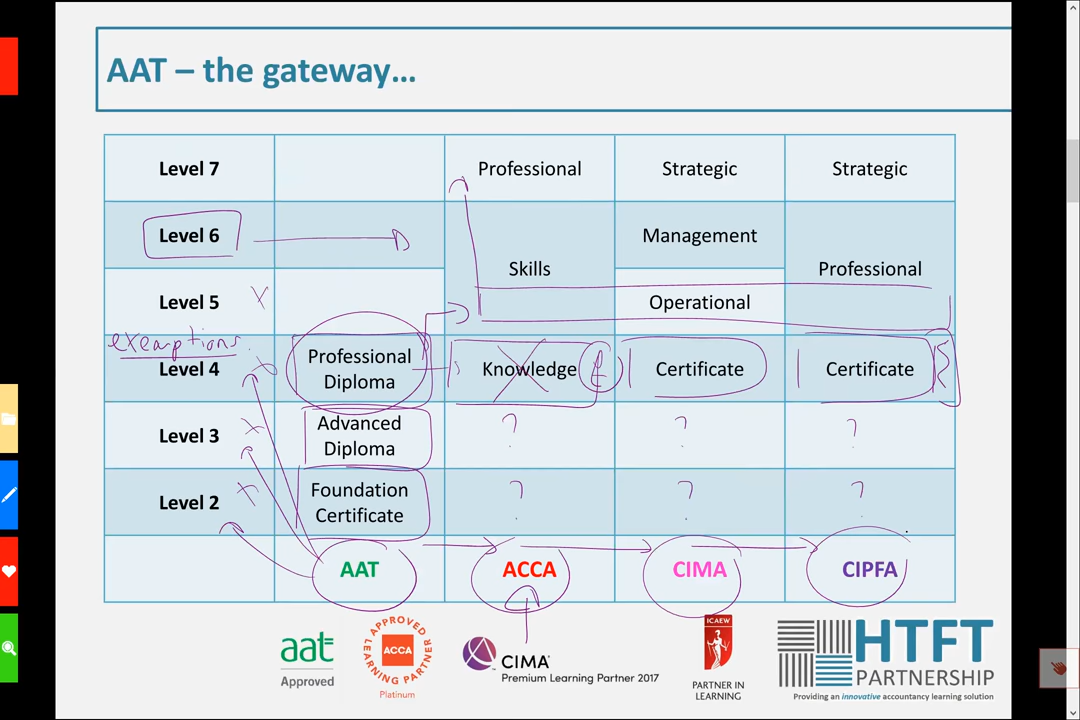 AAT – the gateway...
Level 7 Professional Strategic Strategic
Level 6 Management
Skills Professional
Level 5 X Operational
exemptions.
Level 4 X Professional Diploma Knowledge Certificate Certificate
Level 3 X Advanced Diploma ? ? ?
Level 2 X Foundation Certificate ? ? ?
AAT ACCA CIMA CIPFA
aat
Approved
APPROVED LEARNING PARTNER
ACCA
Platinum
CIMA
Premium Learning Partner 2017
ICAEW
PARTNER IN
LEARNING
HTFT
PARTNERSHIP
Providing an innovative accountancy learning solution